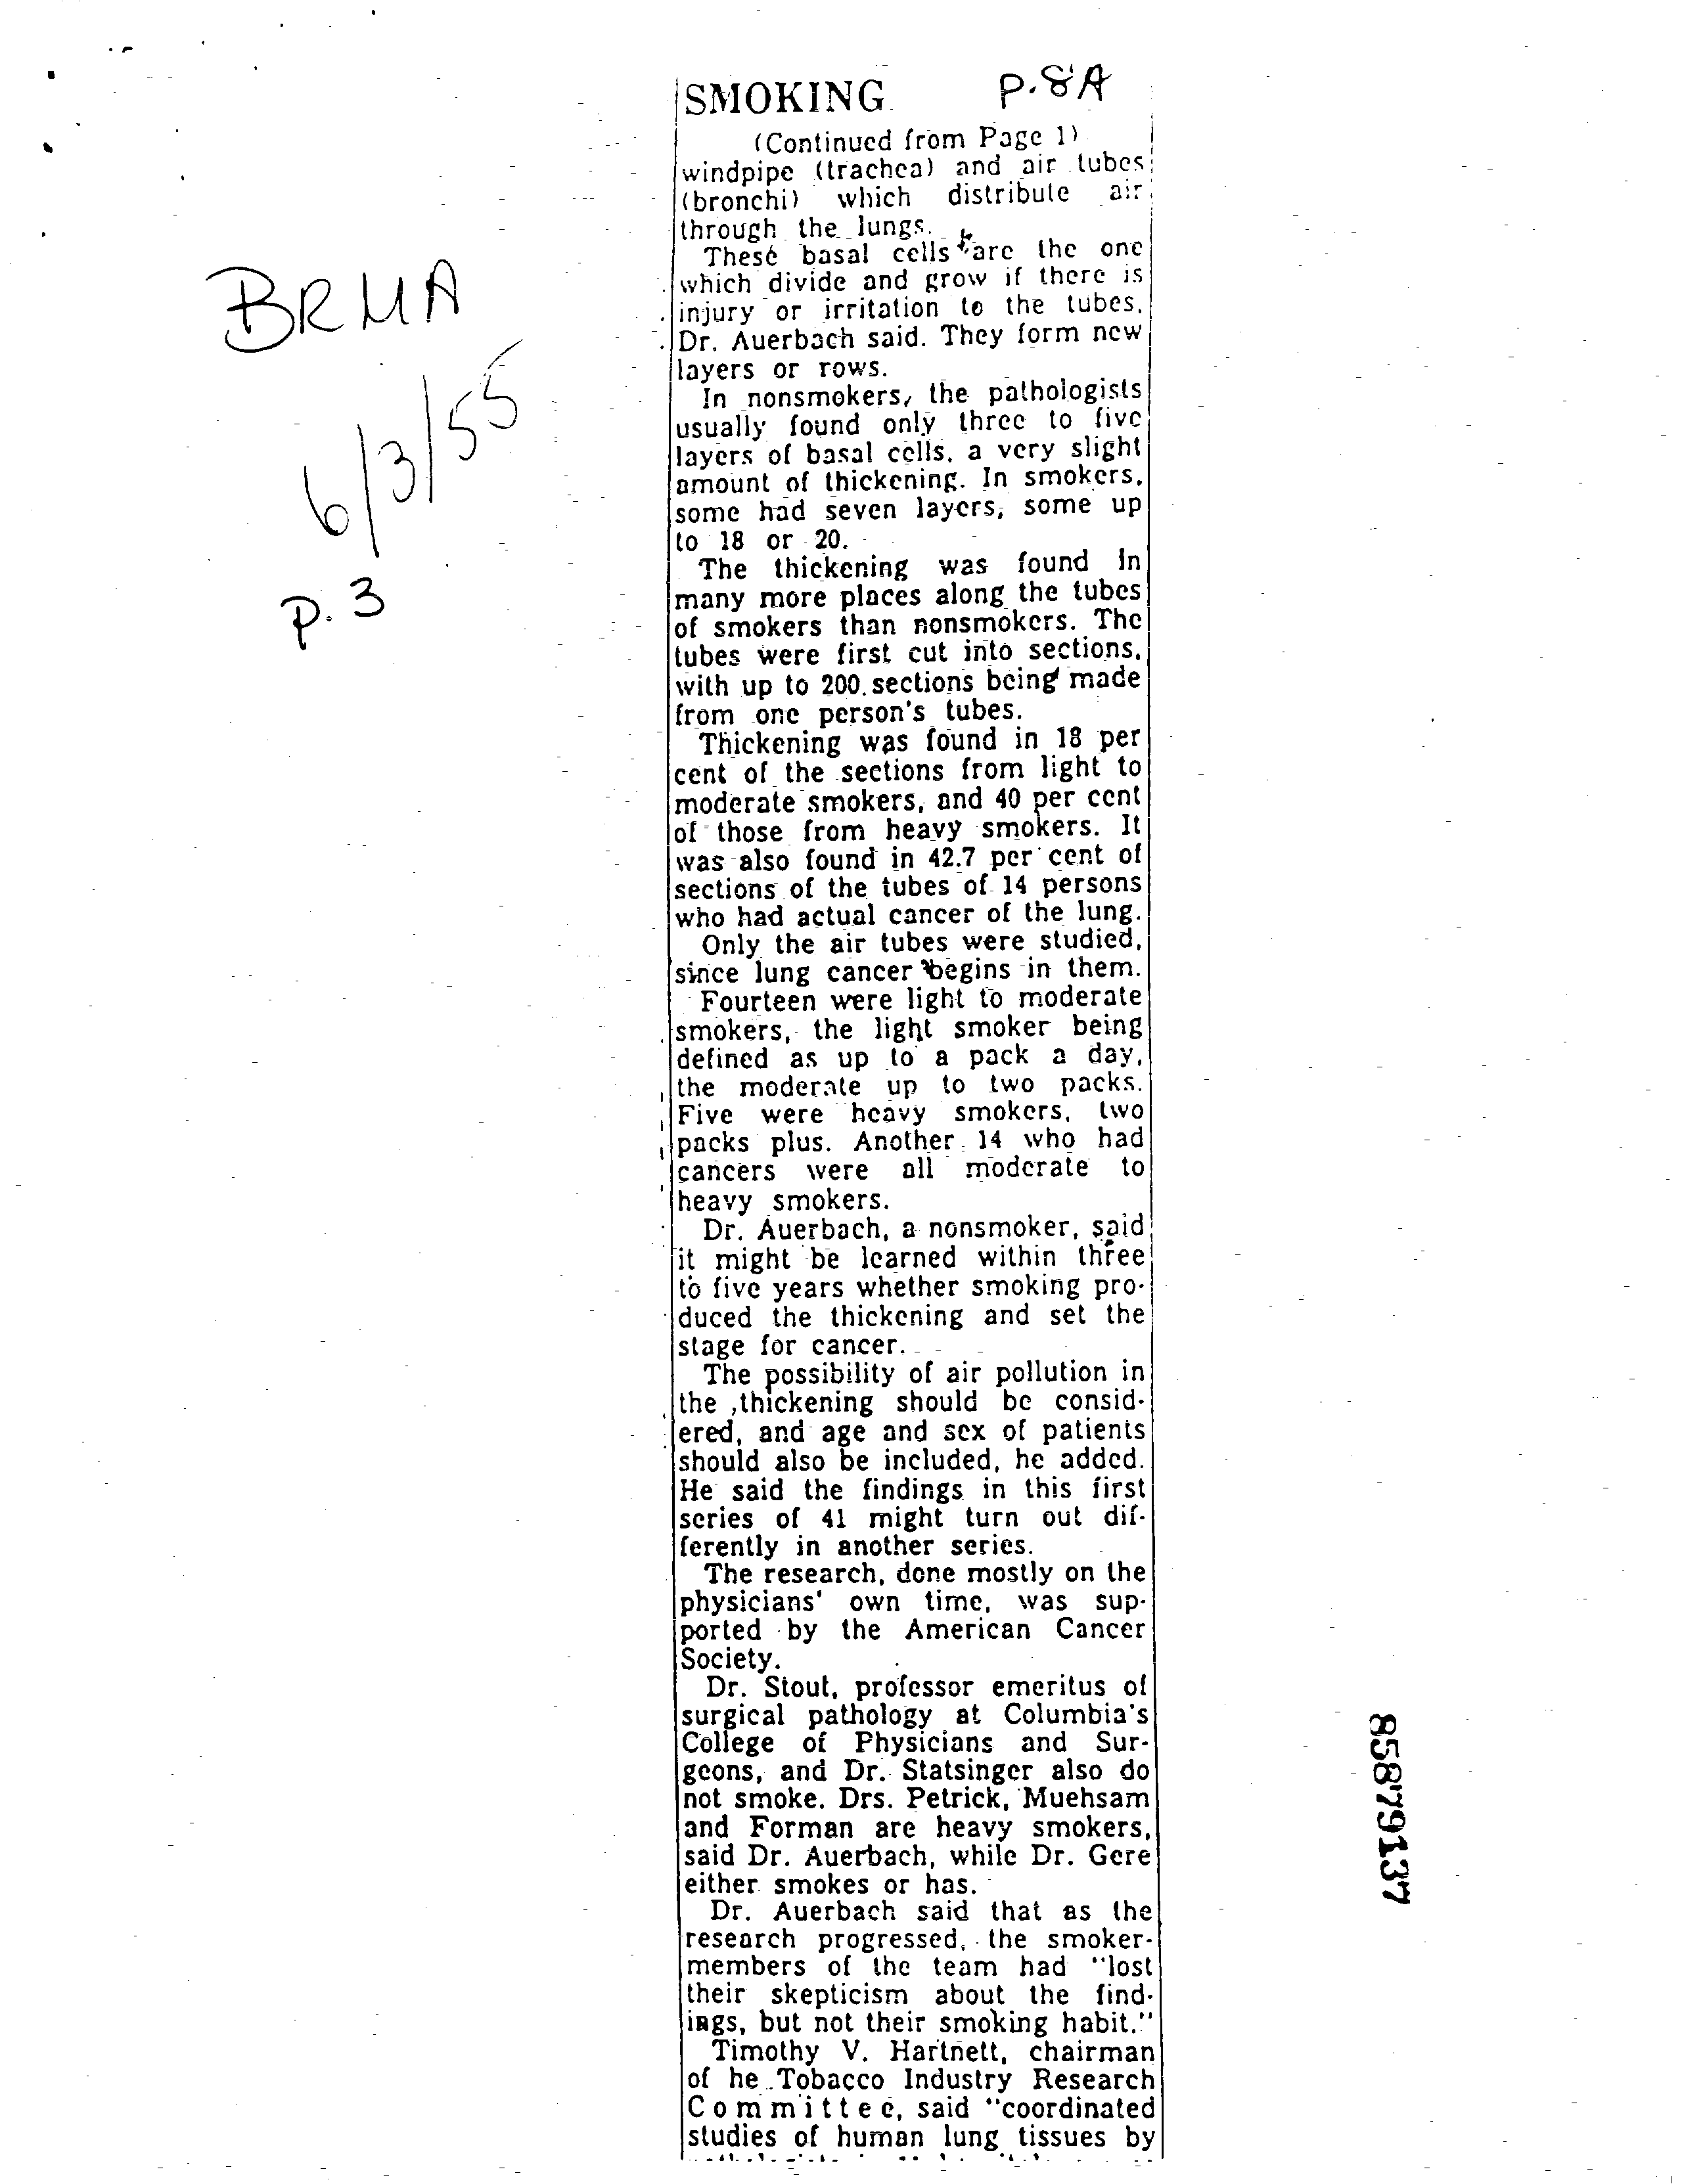 SMOKING P.8A
(Continued from Page 1)
windpipe (trachea) and air tubes
(bronchi) which distribute air
through the lungs.
These basal cells are the one
which divide and grow if there is
injury or irritation to the tubes,
Dr. Auerbach said. They form new
layers or rows.
In nonsmokers, the pathologists
usually found only three to five
layers of basal cells, a very slight
amount of thickening. In smokers,
some had seven layers, some up
to 18 or 20.
The thickening was found in
many more places along the tubes
of smokers than nonsmokers. The
tubes were first cut into sections,
with up to 200 sections being made
from one person's tubes.
Thickening was found in 18 per
cent of the sections from light to
moderate smokers, and 40 per cent
of those from heavy smokers. It
was also found in 42.7 per cent of
sections of the tubes of 14 persons
who had actual cancer of the lung.
Only the air tubes were studied,
since lung cancer begins in them.
Fourteen were light to moderate
smokers, the light smoker being
defined as up to a pack a day,
the moderate up to two packs.
Five were heavy smokers, two
packs plus. Another 14 who had
cancers were all moderate to
heavy smokers.
Dr. Auerbach, a nonsmoker, said
it might be learned within three
to five years whether smoking pro-
duced the thickening and set the
stage for cancer.
The possibility of air pollution in
the thickening should be consid-
ered, and age and sex of patients
should also be included, he added.
He said the findings in this first
series of 41 might turn out dif-
ferently in another series.
The research, done mostly on the
physicians' own time, was sup-
ported by the American Cancer
Society.
Dr. Stout, professor emeritus of
surgical pathology at Columbia's
College of Physicians and Sur-
geons, and Dr. Statsinger also do
not smoke. Drs. Petrick, Muehsam
and Forman are heavy smokers,
said Dr. Auerbach, while Dr. Gere
either smokes or has.
Dr. Auerbach said that as the
research progressed, the smoker-
members of the team had "lost
their skepticism about the find-
ings, but not their smoking habit."
Timothy V. Hartnett, chairman
of he Tobacco Industry Research
Committee, said "coordinated
studies of human lung tissues by
BRMA
6/3/55
P. 3
85879137